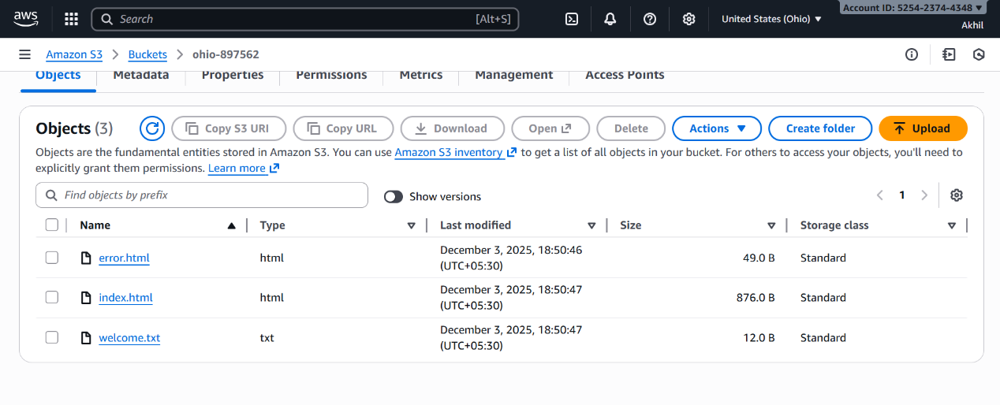 aws
Search [Alt+S]
United States (Ohio)
Account ID: 5254-2374-4348
Akhil
Amazon S3 > Buckets > ohio-897562
Objects Metadata Properties Permissions Metrics Management Access Points
Objects (3) Copy S3 URI Copy URL Download Open Delete Actions Create folder Upload
Objects are the fundamental entities stored in Amazon S3. You can use Amazon S3 inventory to get a list of all objects in your bucket. For others to access your objects, you'll need to
explicitly grant them permissions. Learn more
Find objects by prefix Show versions 1
Name Type Last modified Size Storage class
error.html html December 3, 2025, 18:50:46 (UTC+05:30) 49.0 B Standard
index.html html December 3, 2025, 18:50:47 (UTC+05:30) 876.0 B Standard
welcome.txt txt December 3, 2025, 18:50:47 (UTC+05:30) 12.0 B Standard